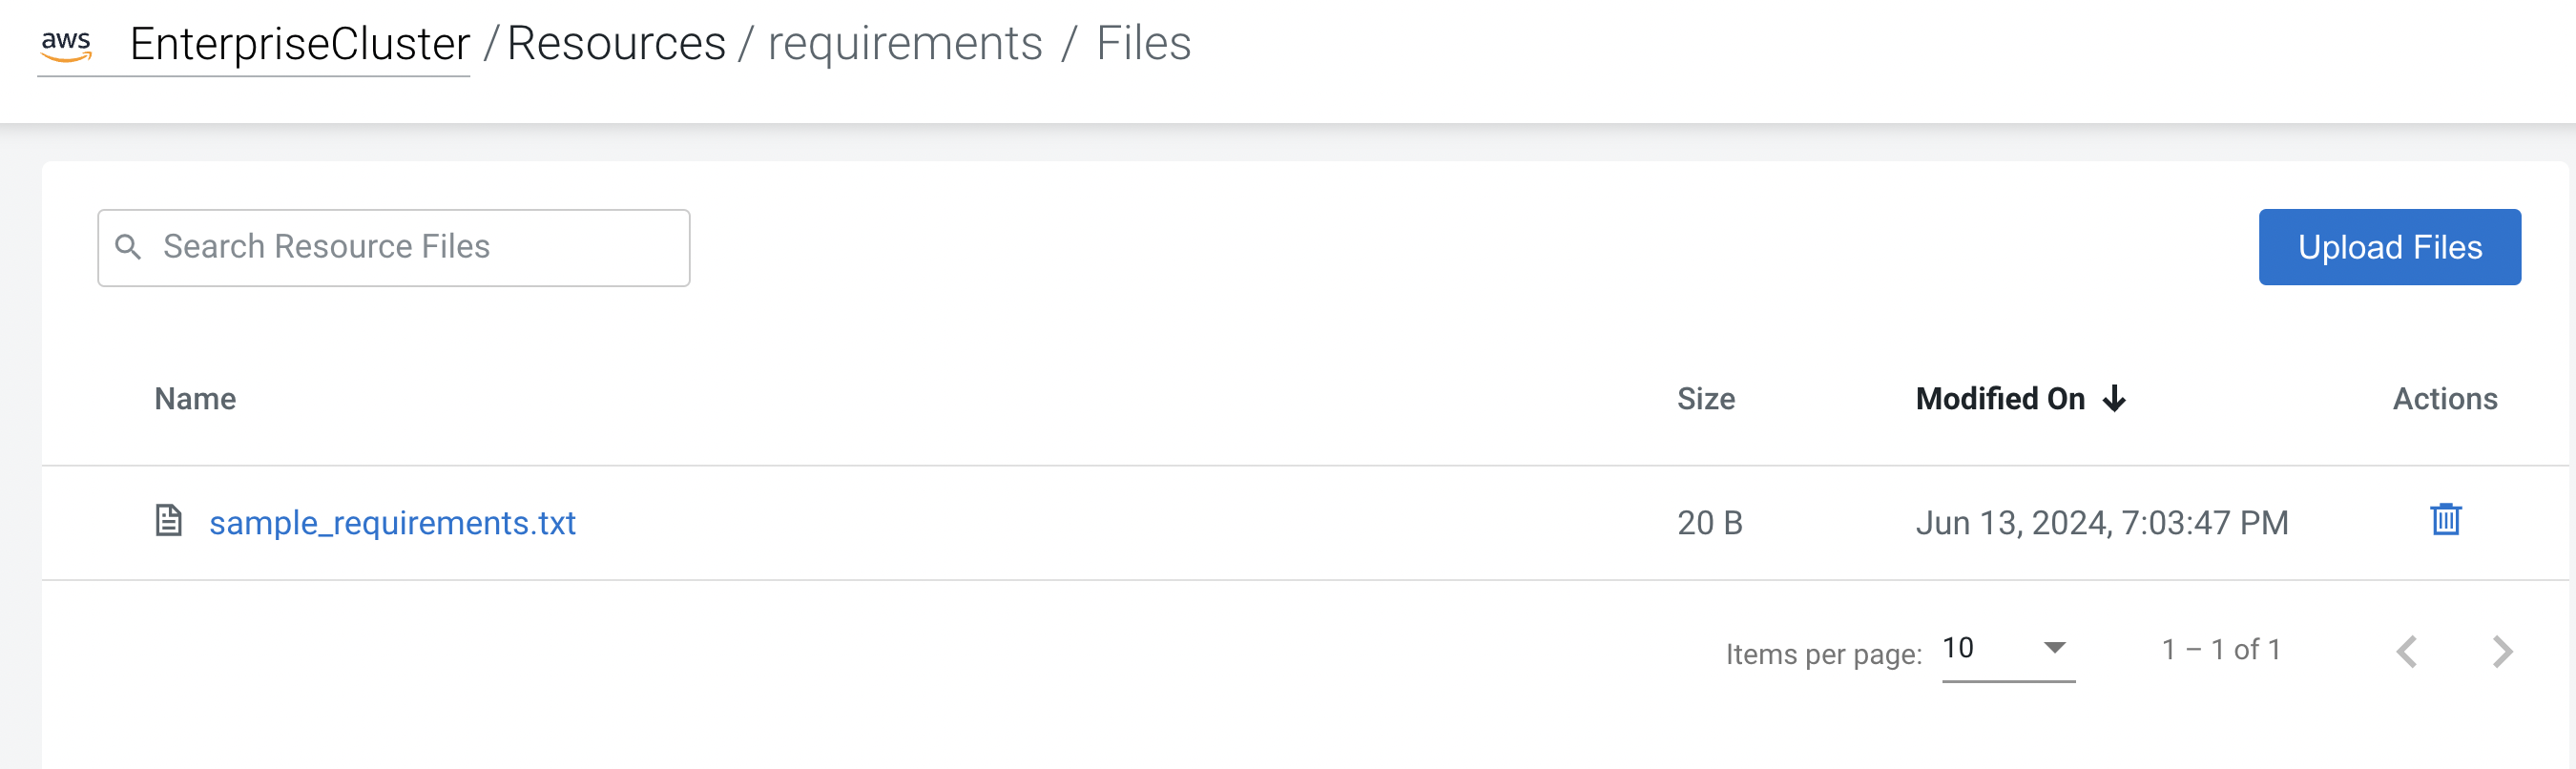 aws EnterpriseCluster / Resources / requirements / Files
Search Resource Files
Upload Files
Name Size Modified On Actions
sample_requirements.txt 20 B Jun 13, 2024, 7:03:47 PM
Items per page: 10 1 – 1 of 1